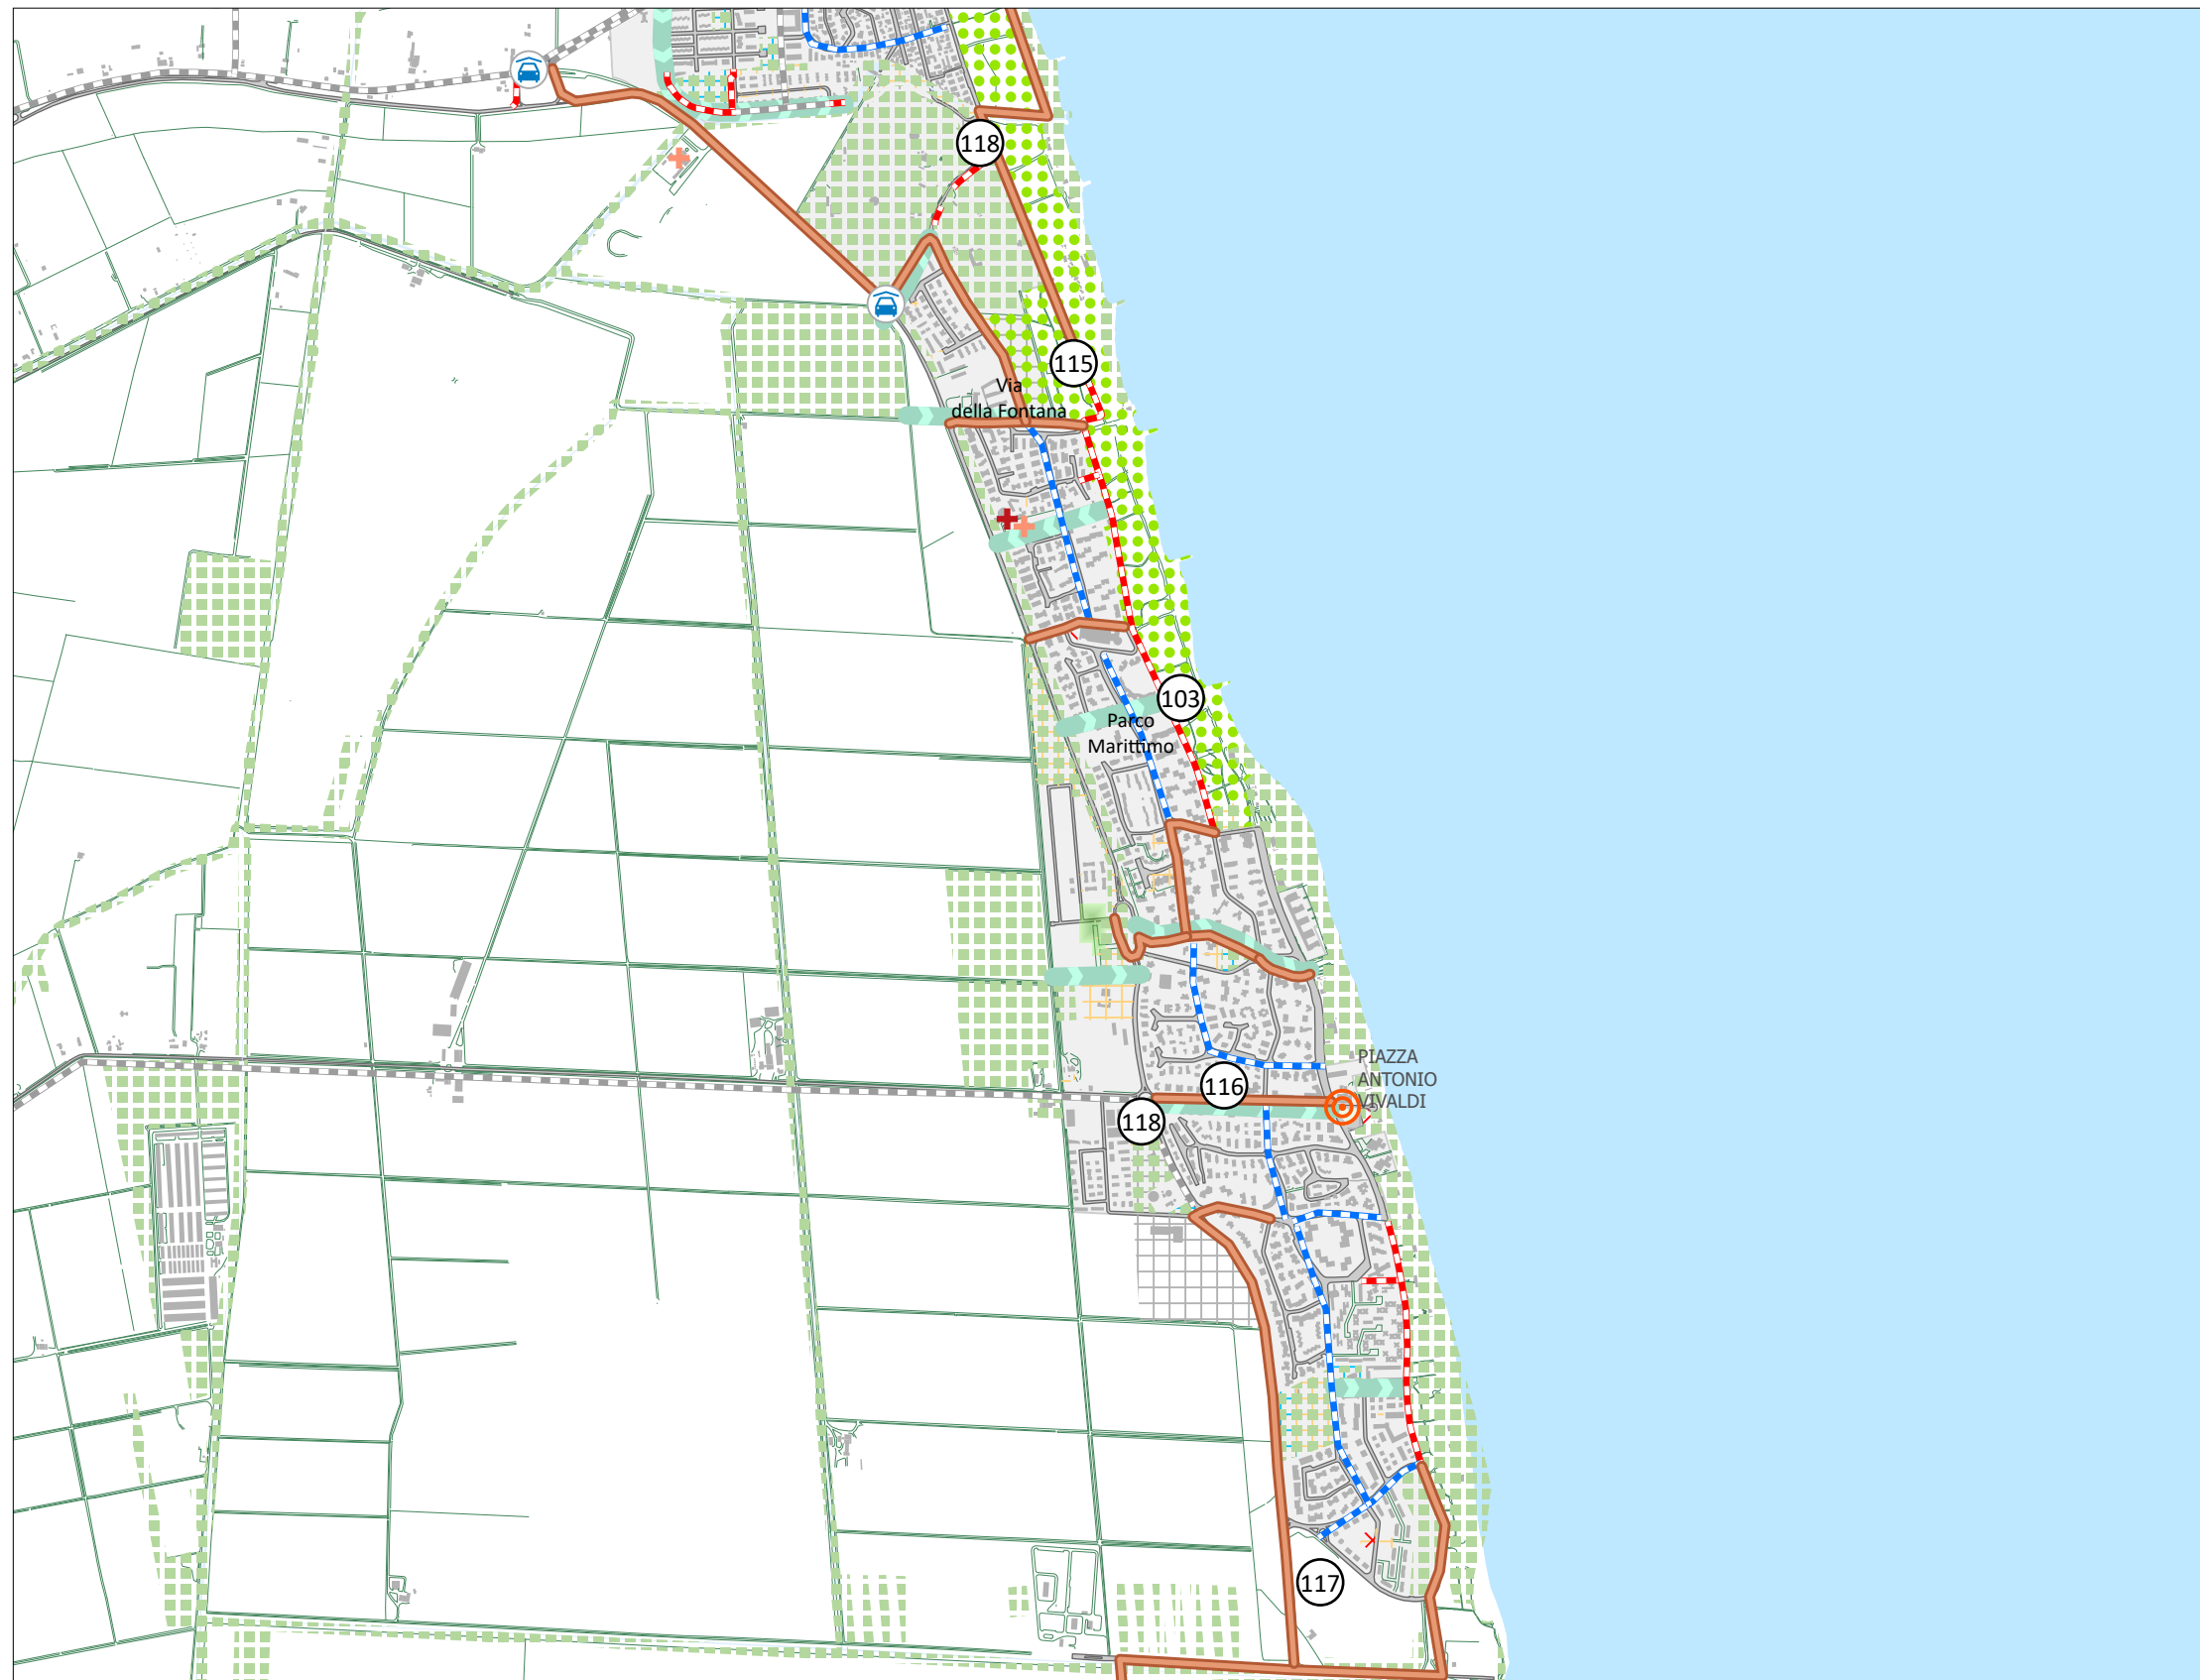 118
115
Via
della Fontana
103
Parco
Marittimo
PIAZZA
ANTONIO
VIVALDI
116
118
117